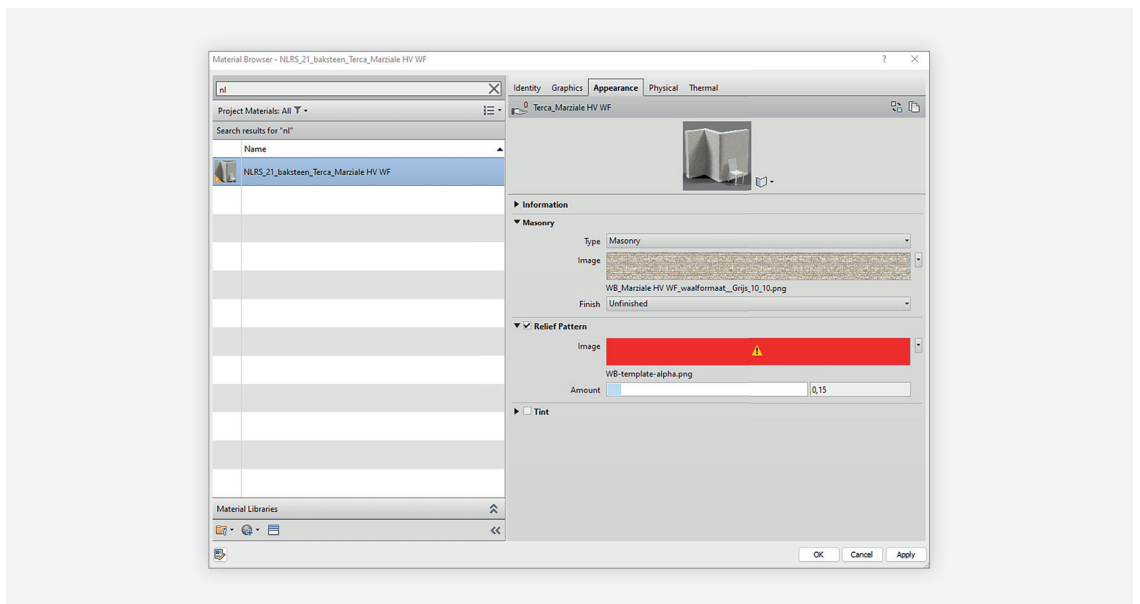 Material Browser - NLRS_21_baksteen_Terca_Marziale HV WF
nl
Project Materials: All
Search results for "nl"
Name
NLRS_21_baksteen_Terca_Marziale HV WF
Material Libraries
Identity Graphics Appearance Physical Thermal
0 Terca_Marziale HV WF
Information
Masonry
Type Masonry
Image
WB_Marziale HV WF_waalformaat__Grijs_10_10.png
Finish Unfinished
Relief Pattern
Image
WB-template-alpha.png
Amount 0,15
Tint
OK Cancel Apply